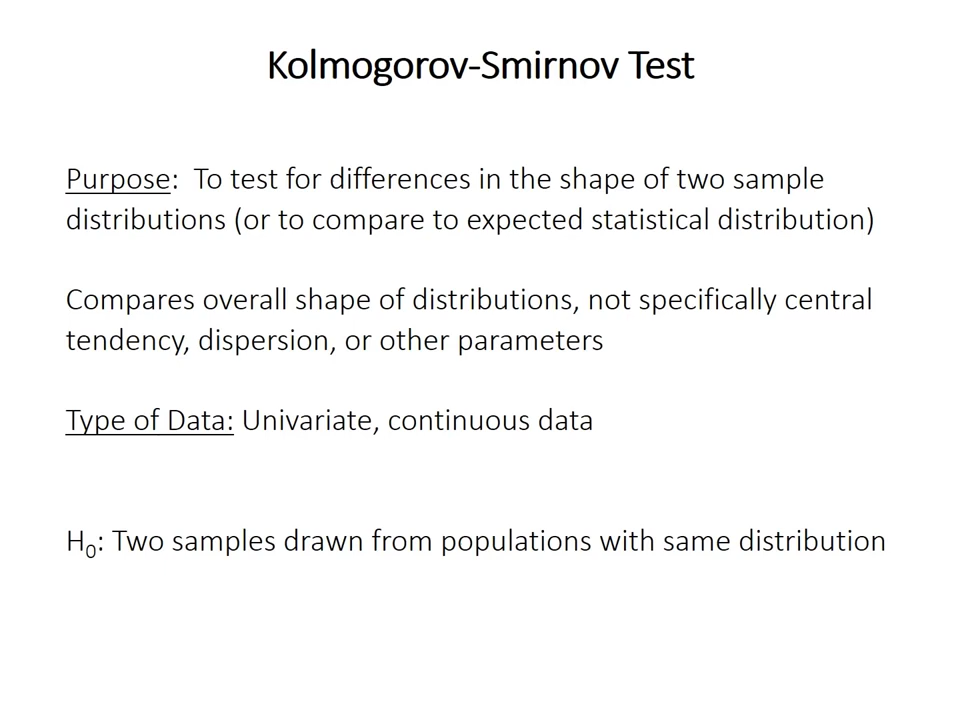 Kolmogorov-Smirnov Test
Purpose: To test for differences in the shape of two sample
distributions (or to compare to expected statistical distribution)
Compares overall shape of distributions, not specifically central
tendency, dispersion, or other parameters
Type of Data: Univariate, continuous data
H₀: Two samples drawn from populations with same distribution